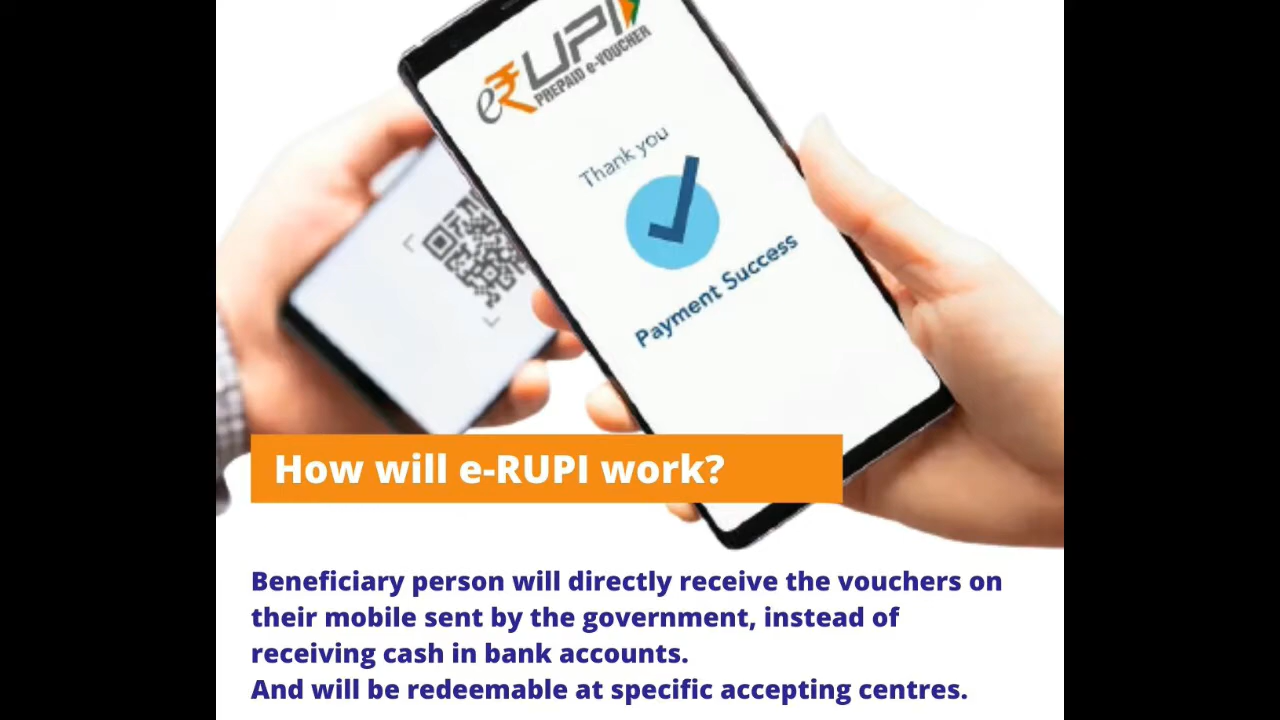 e₹UPI
PREPAID e-VOUCHER
Thank you
Payment Success
How will e-RUPI work?
Beneficiary person will directly receive the vouchers on
their mobile sent by the government, instead of
receiving cash in bank accounts.
And will be redeemable at specific accepting centres.